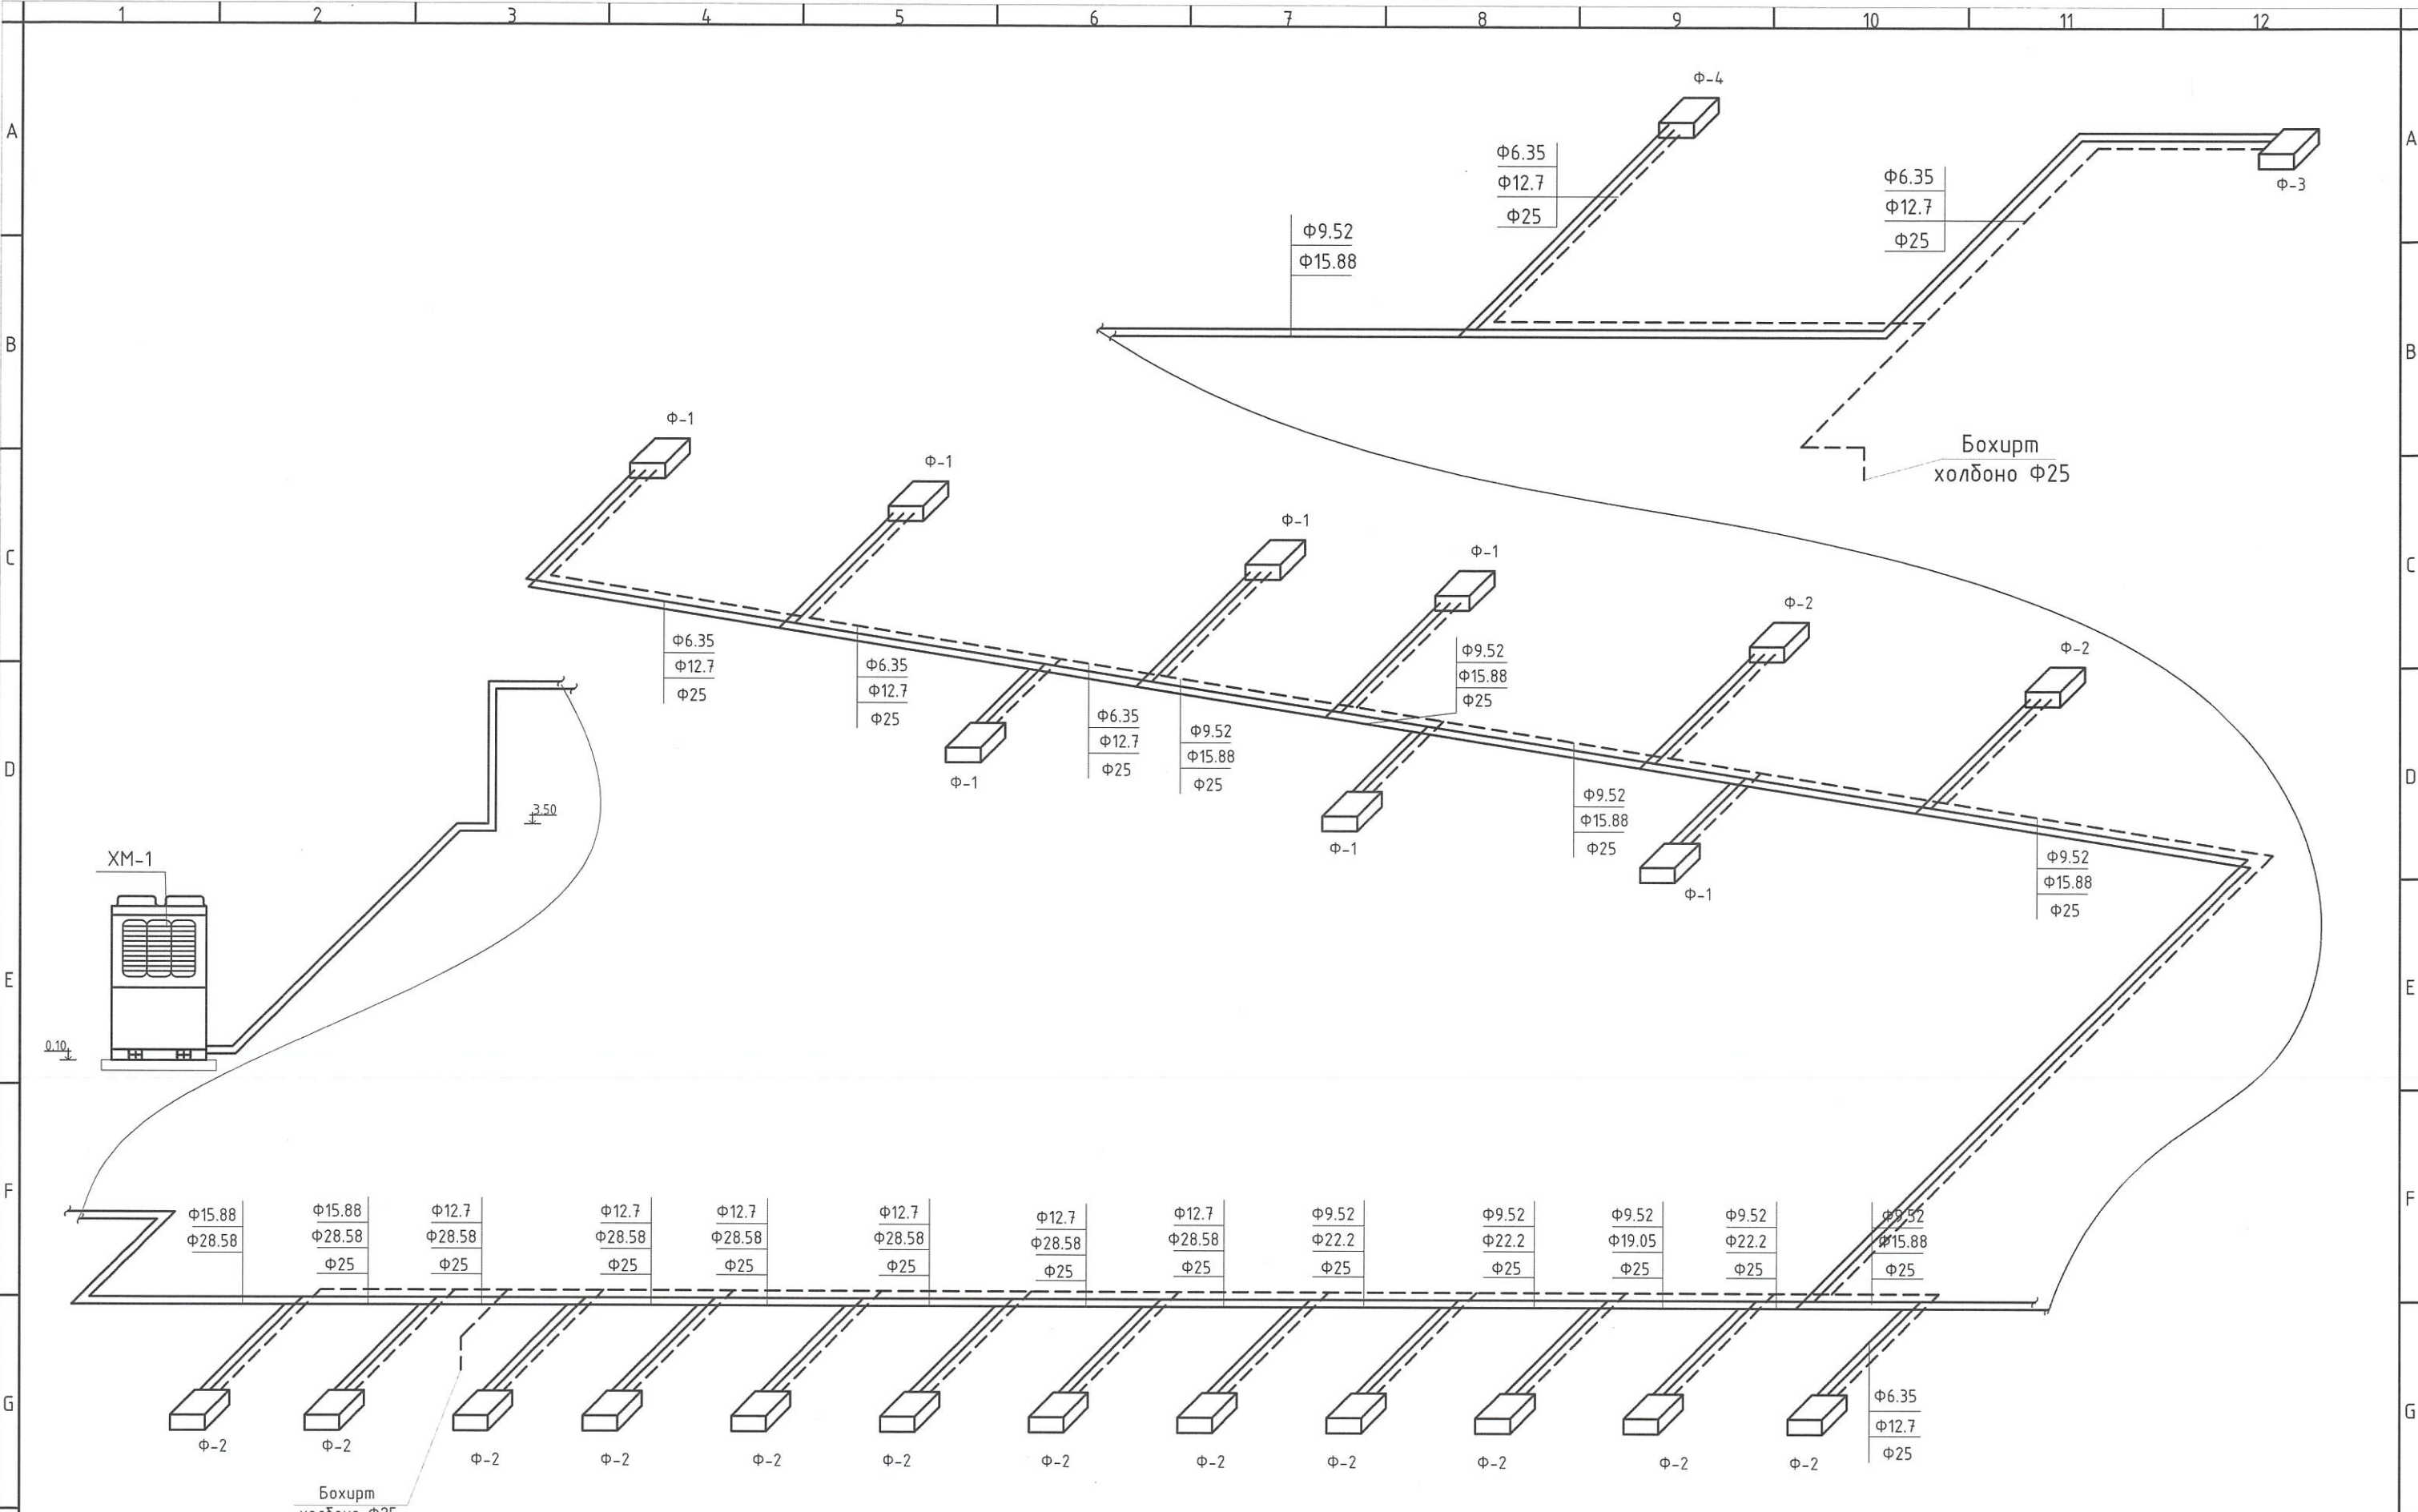 1 2 3 4 5 6 7 8 9 10 11 12
A
A
Ф-4
Ф6.35
Ф12.7
Ф25
Ф6.35
Ф12.7
Ф25
Ф-3
Ф9.52
Ф15.88
B
B
Бохирт
холбоно Ф25
Ф-1
Ф-1
Ф-1
Ф-1
C
C
Ф-2
Ф-2
Ф6.35
Ф12.7
Ф25
Ф6.35
Ф12.7
Ф25
Ф6.35
Ф12.7
Ф25
Ф9.52
Ф15.88
Ф25
Ф9.52
Ф15.88
Ф25
Ф9.52
Ф15.88
Ф25
Ф9.52
Ф15.88
Ф25
D
D
Ф-1
Ф-1
Ф-1
3.50
ХМ-1
0.10
E
E
F
F
Ф15.88
Ф28.58
Ф15.88
Ф28.58
Ф25
Ф12.7
Ф28.58
Ф25
Ф12.7
Ф28.58
Ф25
Ф12.7
Ф28.58
Ф25
Ф12.7
Ф28.58
Ф25
Ф12.7
Ф28.58
Ф25
Ф12.7
Ф28.58
Ф25
Ф9.52
Ф22.2
Ф25
Ф9.52
Ф22.2
Ф25
Ф9.52
Ф19.05
Ф25
Ф9.52
Ф22.2
Ф25
Ф9.52
Ф15.88
Ф25
G
G
Ф6.35
Ф12.7
Ф25
Ф-2 Ф-2 Ф-2 Ф-2 Ф-2 Ф-2 Ф-2 Ф-2 Ф-2 Ф-2 Ф-2 Ф-2
Бохирт